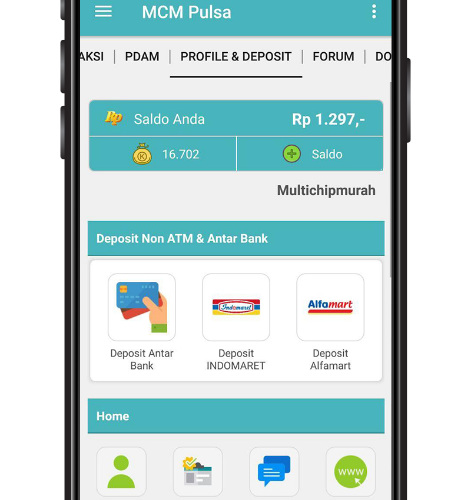 MCM Pulsa
AKSI | PDAM | PROFILE & DEPOSIT | FORUM | DO
Rp Saldo Anda Rp 1.297,-
K 16.702 Saldo
Multichipmurah
Deposit Non ATM & Antar Bank
Indomaret Alfamart
Deposit Antar Bank
Deposit INDOMARET
Deposit Alfamart
Home
www